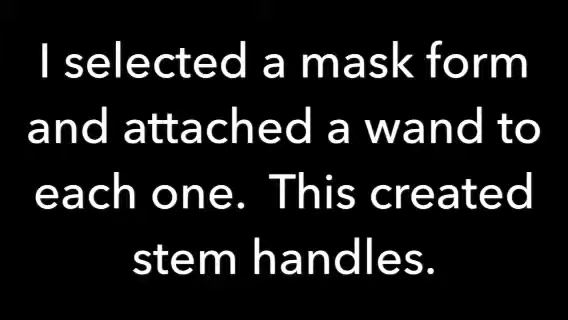 I selected a mask form
and attached a wand to
each one.  This created
stem handles.